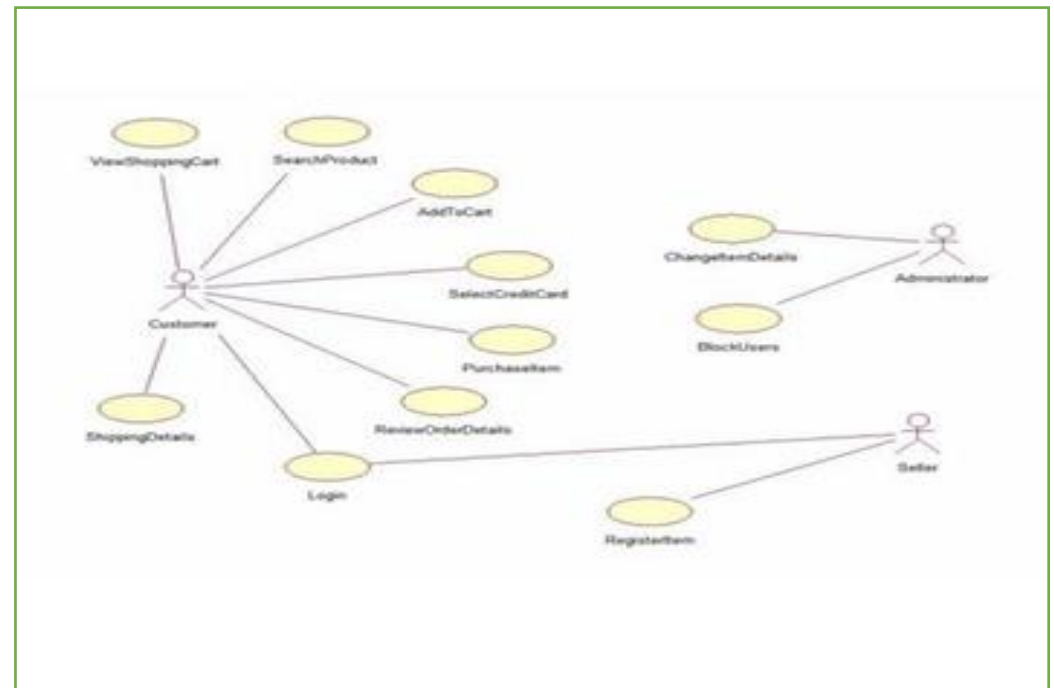 ViewShoppingCart
SearchProduct
AddToCart
ChangeItemDetails
Administrator
SelectCreditCard
Customer
BlockUsers
PurchaseItem
ShippingDetails
ReviewOrderDetails
Seller
Login
RegisterItem